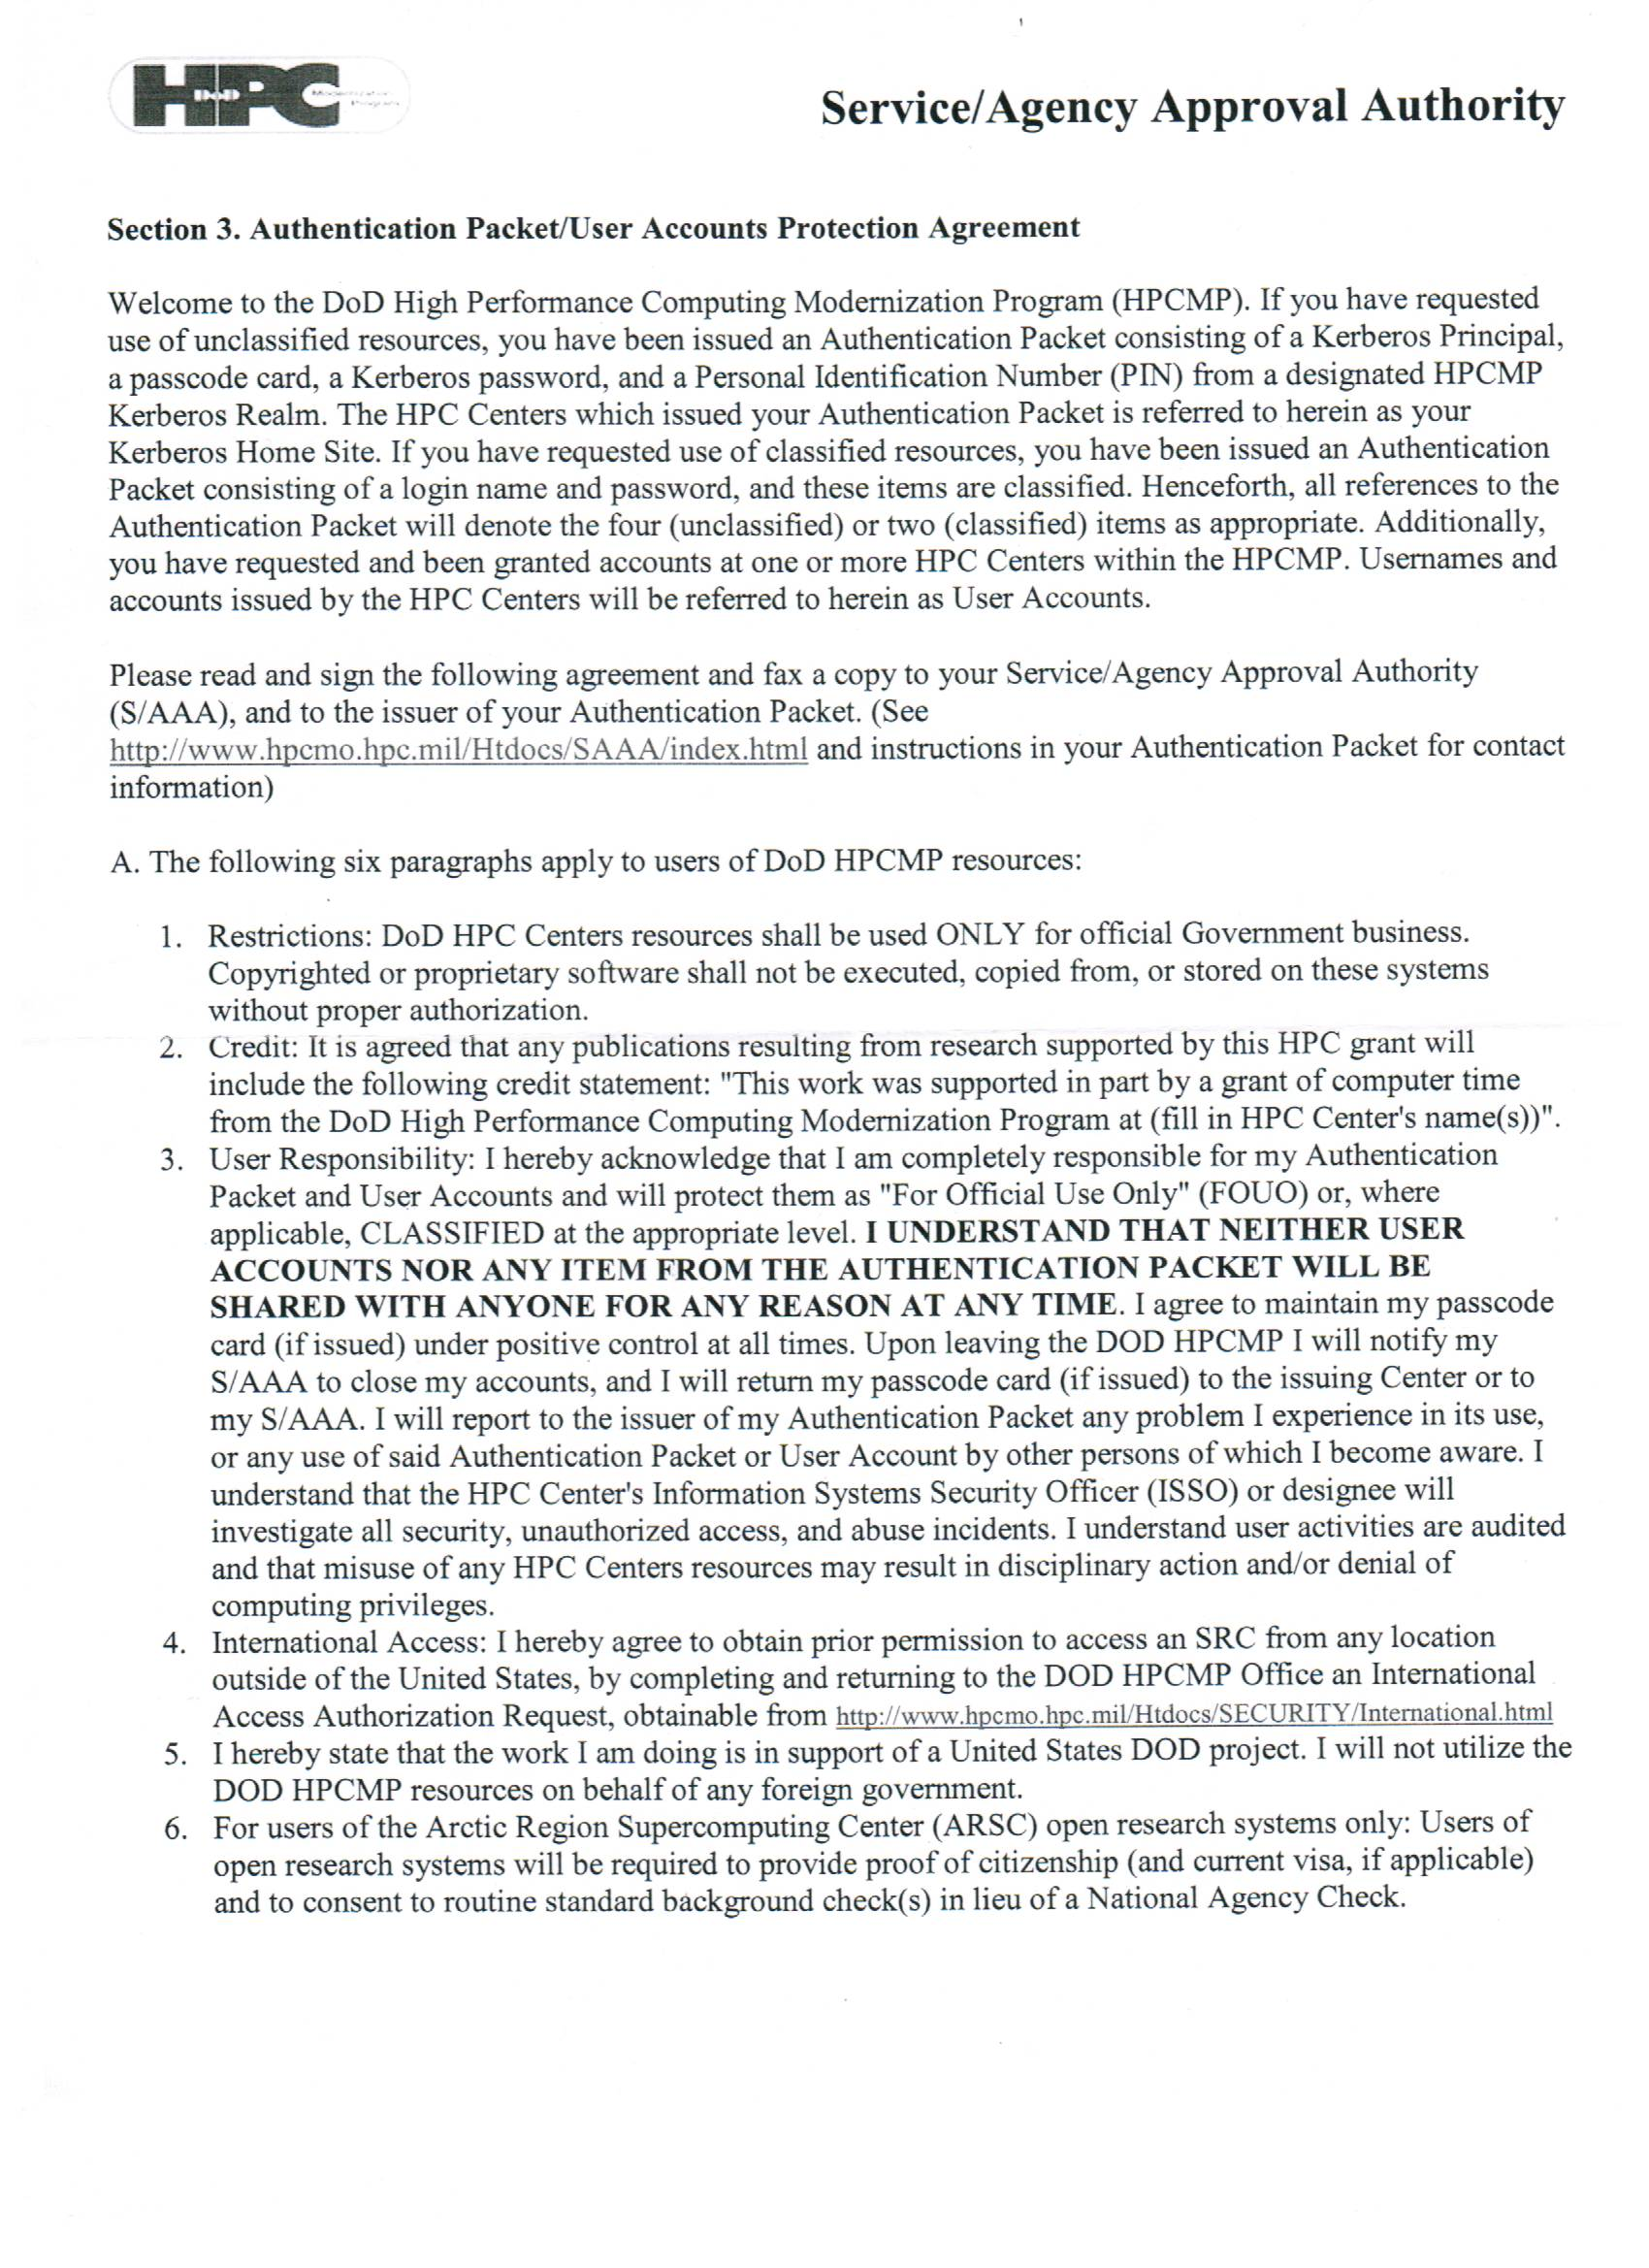 HPC
DoD
Modernization
Program
Service/Agency Approval Authority
Section 3. Authentication Packet/User Accounts Protection Agreement
Welcome to the DoD High Performance Computing Modernization Program (HPCMP). If you have requested
use of unclassified resources, you have been issued an Authentication Packet consisting of a Kerberos Principal,
a passcode card, a Kerberos password, and a Personal Identification Number (PIN) from a designated HPCMP
Kerberos Realm. The HPC Centers which issued your Authentication Packet is referred to herein as your
Kerberos Home Site. If you have requested use of classified resources, you have been issued an Authentication
Packet consisting of a login name and password, and these items are classified. Henceforth, all references to the
Authentication Packet will denote the four (unclassified) or two (classified) items as appropriate. Additionally,
you have requested and been granted accounts at one or more HPC Centers within the HPCMP. Usernames and
accounts issued by the HPC Centers will be referred to herein as User Accounts.
Please read and sign the following agreement and fax a copy to your Service/Agency Approval Authority
(S/AAA), and to the issuer of your Authentication Packet. (See
http://www.hpcmo.hpc.mil/Htdocs/SAAA/index.html and instructions in your Authentication Packet for contact
information)
A. The following six paragraphs apply to users of DoD HPCMP resources:
1. Restrictions: DoD HPC Centers resources shall be used ONLY for official Government business.
Copyrighted or proprietary software shall not be executed, copied from, or stored on these systems
without proper authorization.
2. Credit: It is agreed that any publications resulting from research supported by this HPC grant will
include the following credit statement: "This work was supported in part by a grant of computer time
from the DoD High Performance Computing Modernization Program at (fill in HPC Center's name(s))".
3. User Responsibility: I hereby acknowledge that I am completely responsible for my Authentication
Packet and User Accounts and will protect them as "For Official Use Only" (FOUO) or, where
applicable, CLASSIFIED at the appropriate level. I UNDERSTAND THAT NEITHER USER
ACCOUNTS NOR ANY ITEM FROM THE AUTHENTICATION PACKET WILL BE
SHARED WITH ANYONE FOR ANY REASON AT ANY TIME. I agree to maintain my passcode
card (if issued) under positive control at all times. Upon leaving the DOD HPCMP I will notify my
S/AAA to close my accounts, and I will return my passcode card (if issued) to the issuing Center or to
my S/AAA. I will report to the issuer of my Authentication Packet any problem I experience in its use,
or any use of said Authentication Packet or User Account by other persons of which I become aware. I
understand that the HPC Center's Information Systems Security Officer (ISSO) or designee will
investigate all security, unauthorized access, and abuse incidents. I understand user activities are audited
and that misuse of any HPC Centers resources may result in disciplinary action and/or denial of
computing privileges.
4. International Access: I hereby agree to obtain prior permission to access an SRC from any location
outside of the United States, by completing and returning to the DOD HPCMP Office an International
Access Authorization Request, obtainable from http://www.hpcmo.hpc.mil/Htdocs/SECURITY/International.html
5. I hereby state that the work I am doing is in support of a United States DOD project. I will not utilize the
DOD HPCMP resources on behalf of any foreign government.
6. For users of the Arctic Region Supercomputing Center (ARSC) open research systems only: Users of
open research systems will be required to provide proof of citizenship (and current visa, if applicable)
and to consent to routine standard background check(s) in lieu of a National Agency Check.